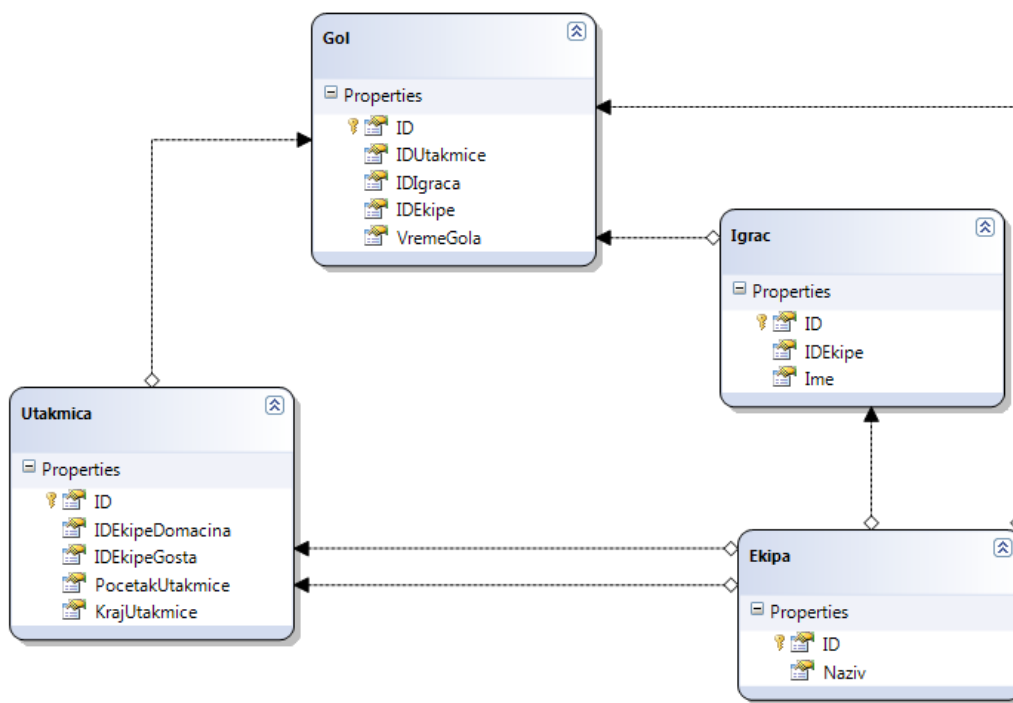 Gol
Properties
ID
IDUtakmice
IDIgraca
IDEkipe
VremeGola
Igrac
Properties
ID
IDEkipe
Ime
Utakmica
Properties
ID
IDEkipeDomacina
IDEkipeGosta
PocetakUtakmice
KrajUtakmice
Ekipa
Properties
ID
Naziv